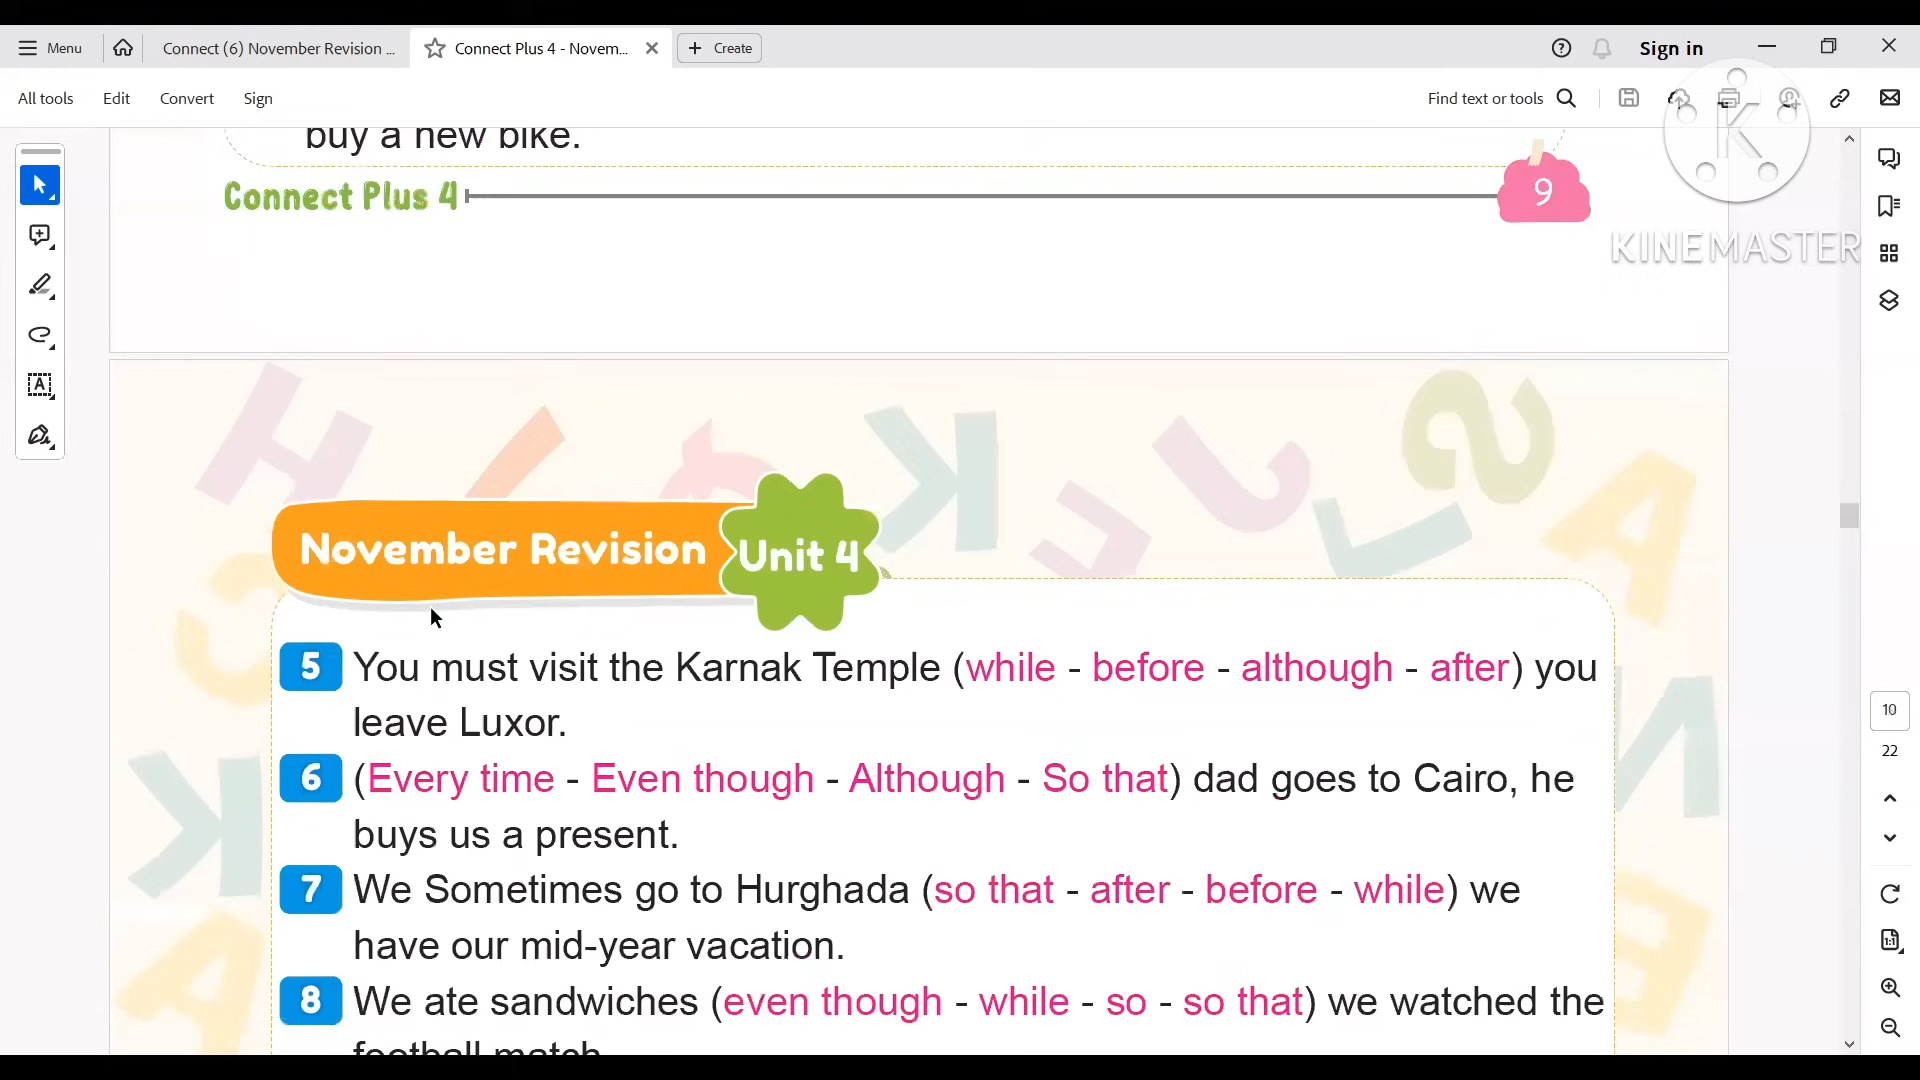 Menu
Connect (6) November Revision ...
Connect Plus 4 - Novem...
Create
Sign in
All tools
Edit
Convert
Sign
Find text or tools
buy a new bike.
Connect Plus 4
9
K
KINEMASTER
November Revision
Unit 4
5 You must visit the Karnak Temple (while - before - although - after) you
leave Luxor.
6 (Every time - Even though - Although - So that) dad goes to Cairo, he
buys us a present.
7 We Sometimes go to Hurghada (so that - after - before - while) we
have our mid-year vacation.
8 We ate sandwiches (even though - while - so - so that) we watched the
football match
10
22